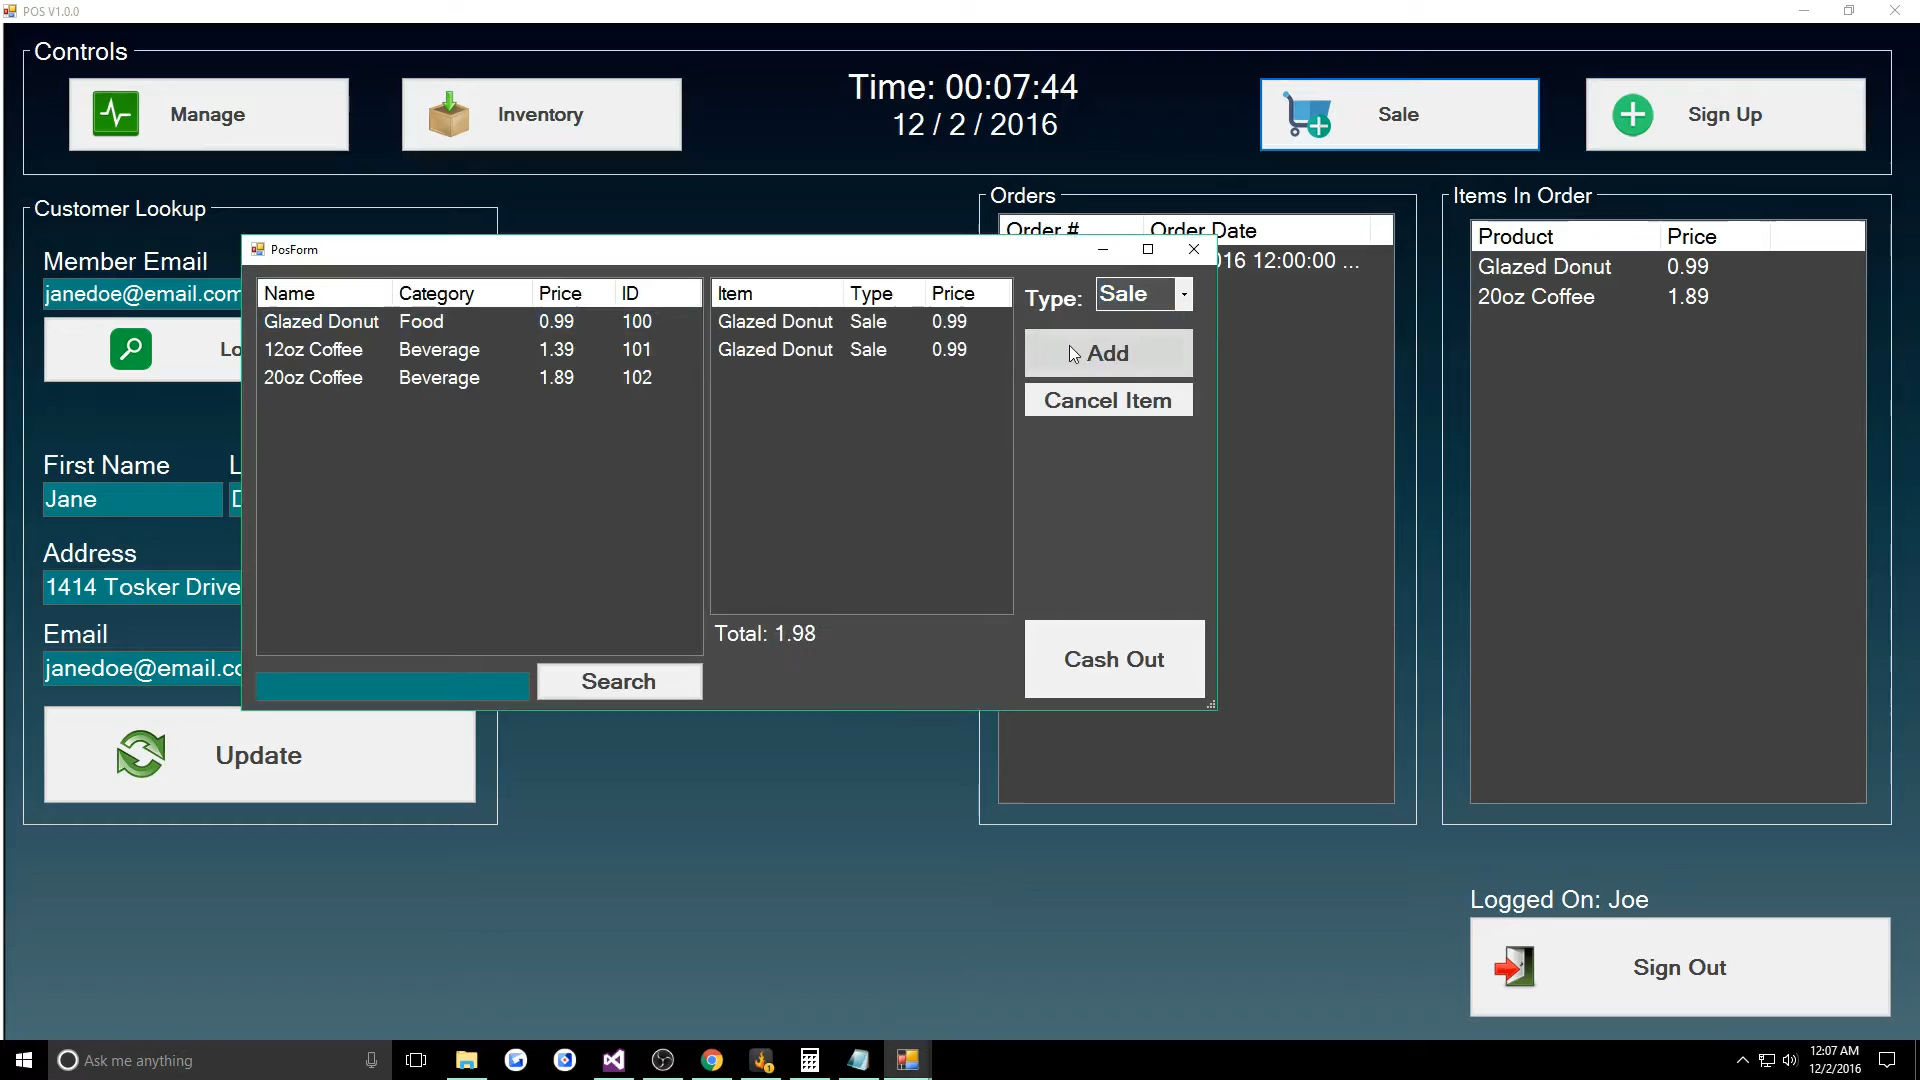 POS V1.0.0
Controls
Manage
Inventory
Time: 00:07:44
12 / 2 / 2016
Sale
Sign Up
Customer Lookup
Member Email
janedoe@email.com
Lo
First Name
L
Jane
D
Address
1414 Tosker Drive
Email
janedoe@email.co
Update
PosForm
Name Category Price ID
Glazed Donut Food 0.99 100
12oz Coffee Beverage 1.39 101
20oz Coffee Beverage 1.89 102
Search
Item Type Price
Glazed Donut Sale 0.99
Glazed Donut Sale 0.99
Total: 1.98
Type: Sale
Add
Cancel Item
Cash Out
Orders
Order # Order Date
016 12:00:00 ...
Items In Order
Product Price
Glazed Donut 0.99
20oz Coffee 1.89
Logged On: Joe
Sign Out
Ask me anything
12:07 AM
12/2/2016